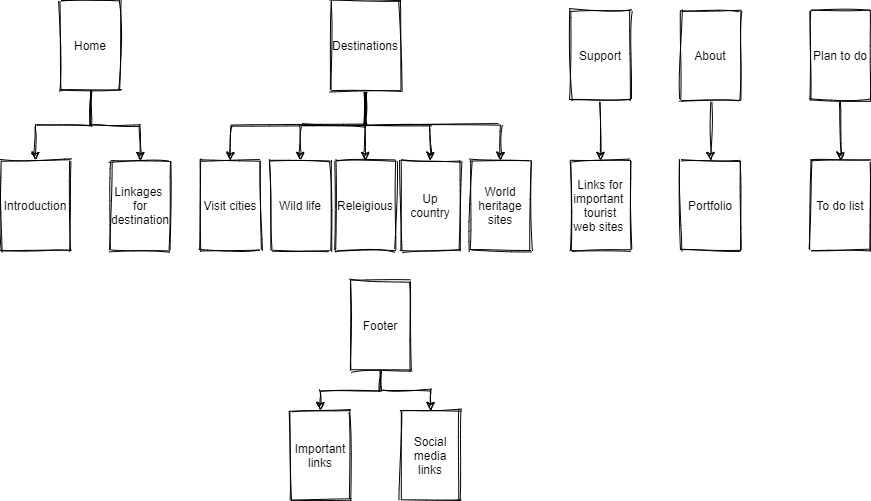 Home
Destinations
Support
About
Plan to do
Introduction
Linkages
for
destination
Visit cities
Wild life
Releigious
Up
country
World
heritage
sites
Links for
important
tourist
web sites
Portfolio
To do list
Footer
Important
links
Social
media
links